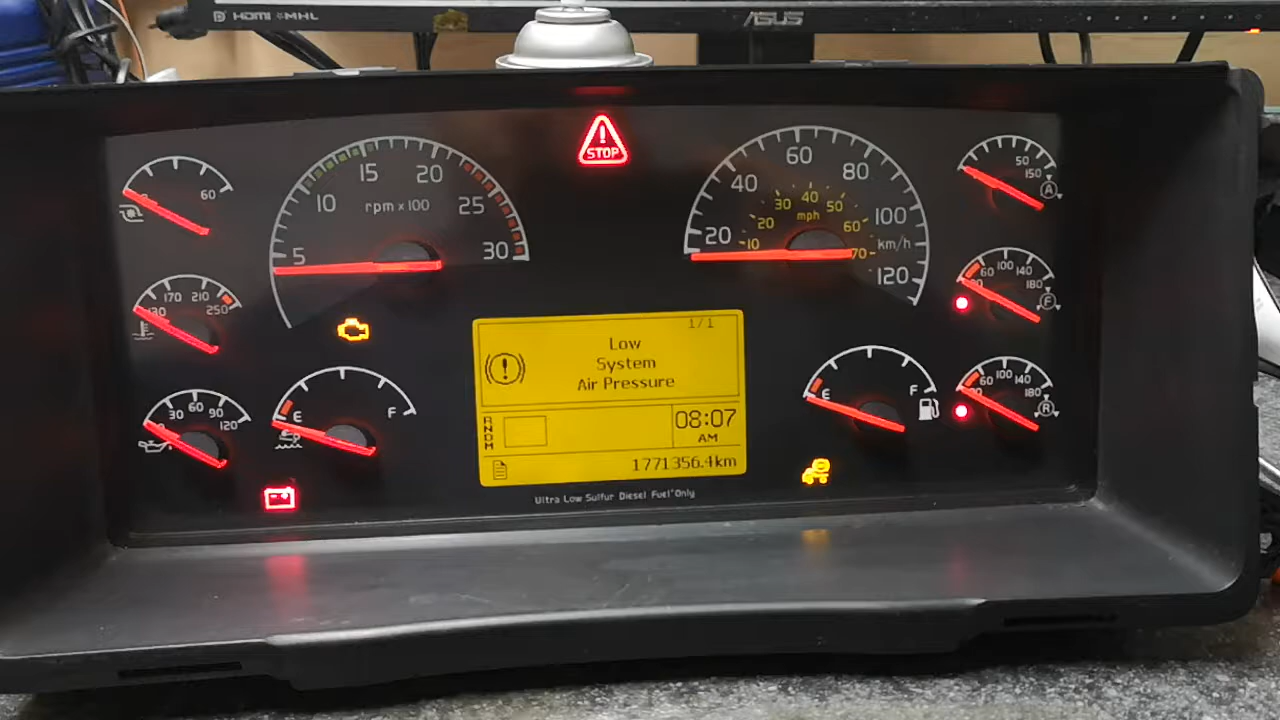 HDMI MHL
ASUS
STOP
60
5 10 15 20 25 30
rpm x 100
20 40 60 80 100 120
km/h
10 20 30 40 50 60 70
mph
50
150
A
130 170 210 250
60 100 140 180
F
30 60 90 120
E F
1/1
Low
System
Air Pressure
RNDM
08:07
AM
1771356.4km
E F
60 100 140 180
R
Ultra Low Sulfur Diesel Fuel Only